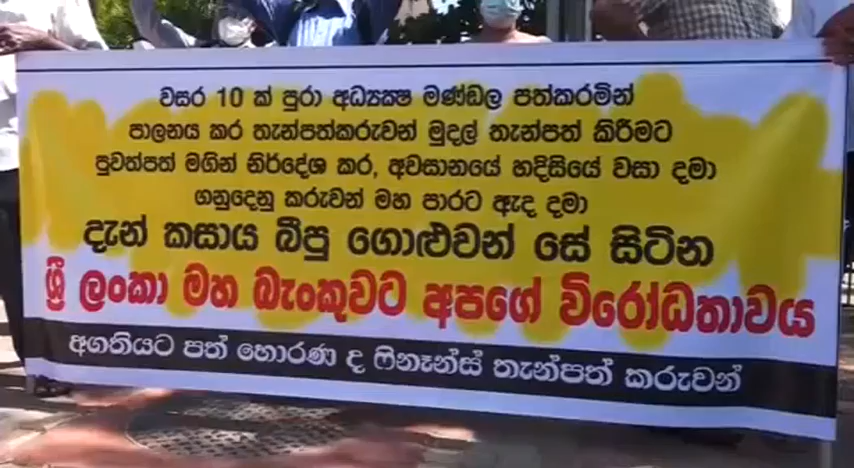 වසර 10 ක් පුරා අධ්‍යක්ෂ මණ්ඩල පත්කරමින්
පාලනය කර තැන්පත්කරුවන් මුදල් තැන්පත් කිරීමට
පුවත්පත් මගින් නිර්දේශ කර, අවසානයේ හදිසියේ වසා දමා
ගනුදෙනු කරුවන් මහ පාරට ඇද දමා
දැන් කසාය බීපු ගොළුවන් සේ සිටින
ශ්‍රී ලංකා මහ බැංකුවට අපගේ විරෝධතාවය
අගතියට පත් හොරණ ද ෆිනෑන්ස් තැන්පත් කරුවන්